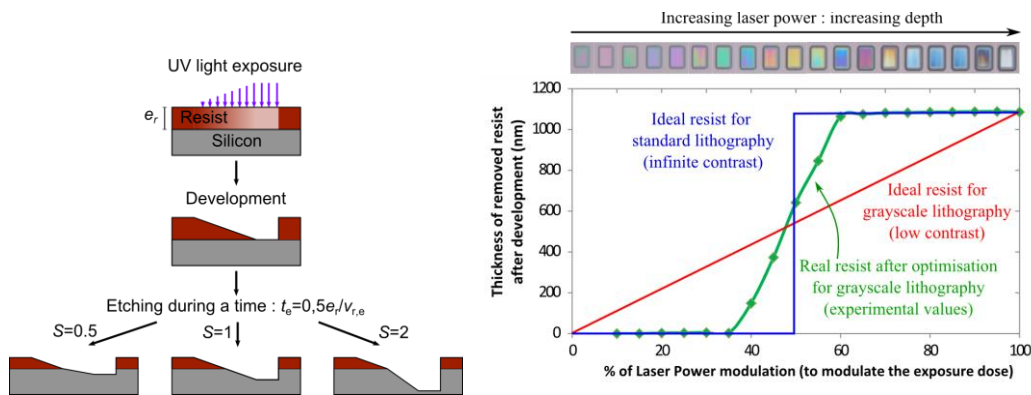 UV light exposure
e_r
Resist
Silicon
Development
Etching during a time : t_e=0,5e_r/v_r,e
S=0.5
S=1
S=2
Increasing laser power : increasing depth
Thickness of removed resist
after development (nm)
1200
1000
800
600
400
200
0
Ideal resist for
standard lithography
(infinite contrast)
Ideal resist for
grayscale lithography
(low contrast)
Real resist after optimisation
for grayscale lithography
(experimental values)
0
20
40
60
80
100
% of Laser Power modulation (to modulate the exposure dose)